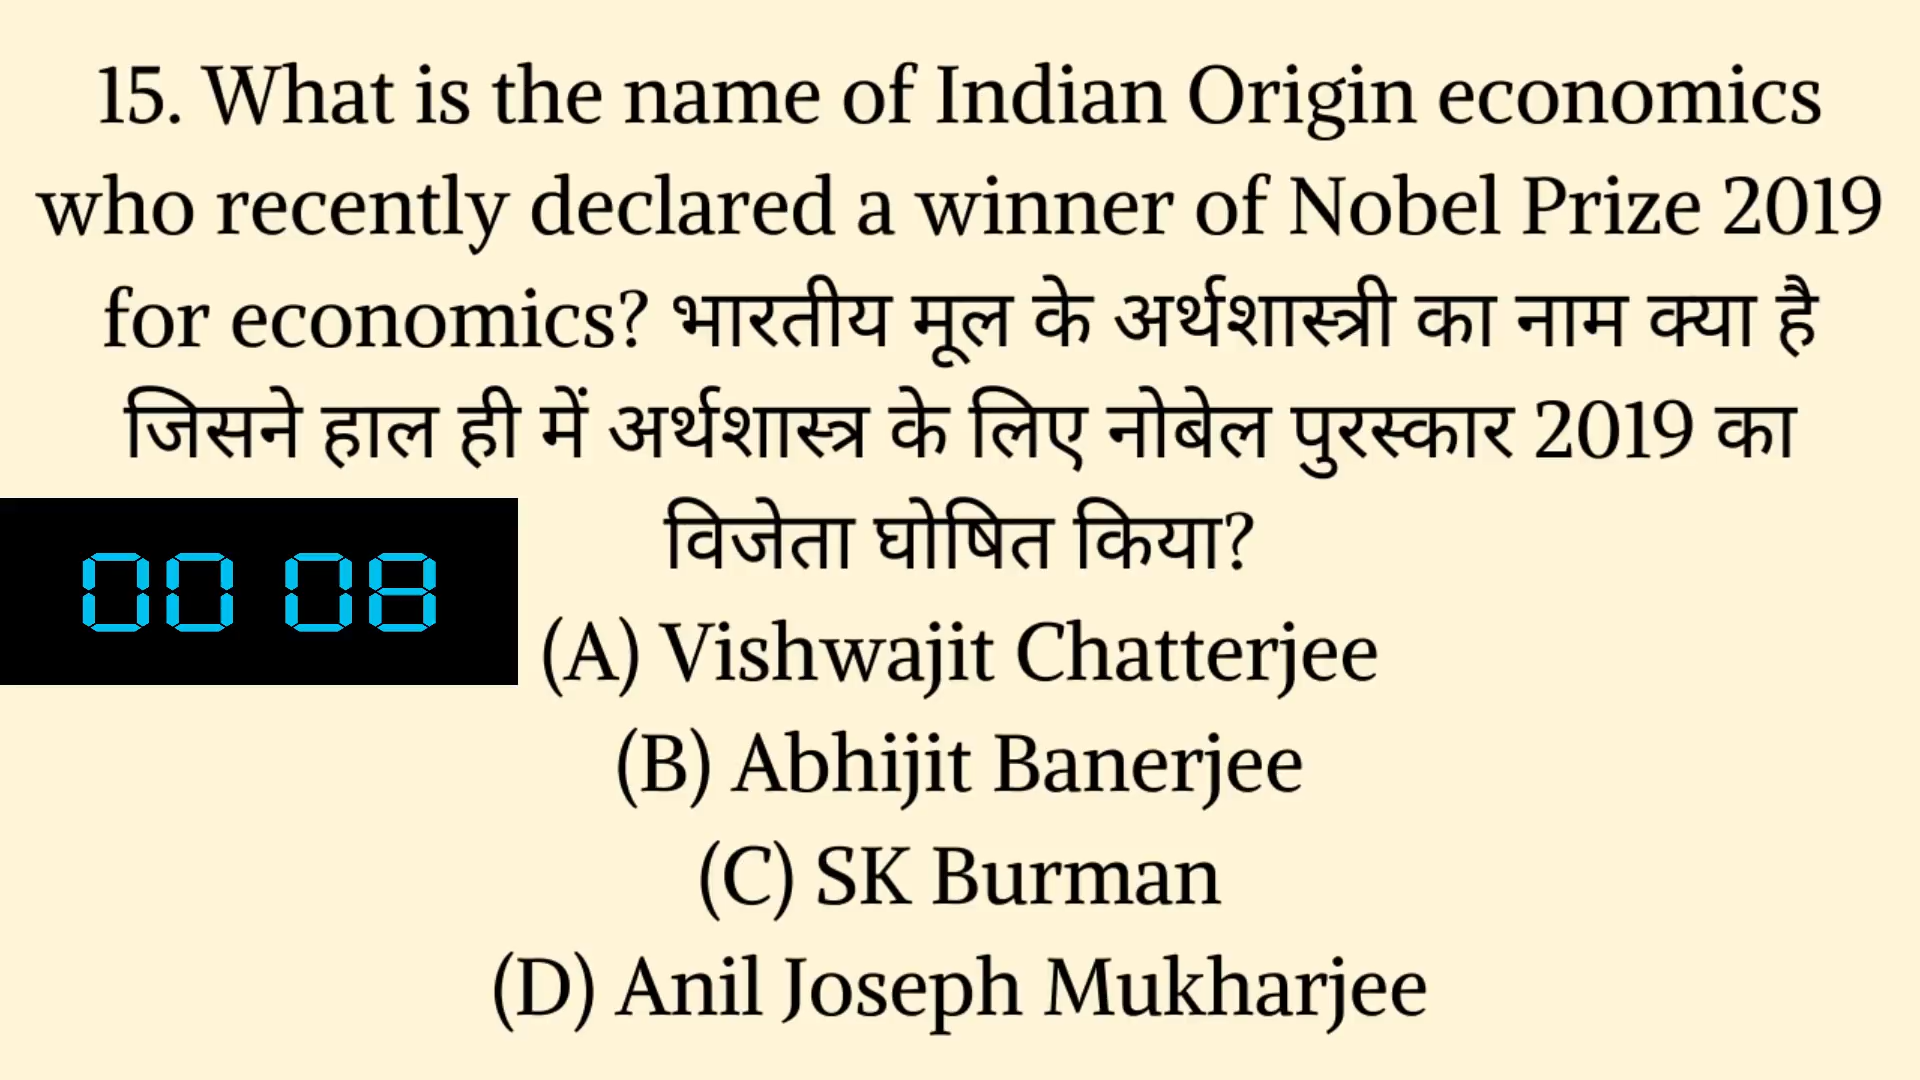 15. What is the name of Indian Origin economics
who recently declared a winner of Nobel Prize 2019
for economics? भारतीय मूल के अर्थशास्त्री का नाम क्या है
जिसने हाल ही में अर्थशास्त्र के लिए नोबेल पुरस्कार 2019 का
विजेता घोषित किया?
00 08
(A) Vishwajit Chatterjee
(B) Abhijit Banerjee
(C) SK Burman
(D) Anil Joseph Mukharjee